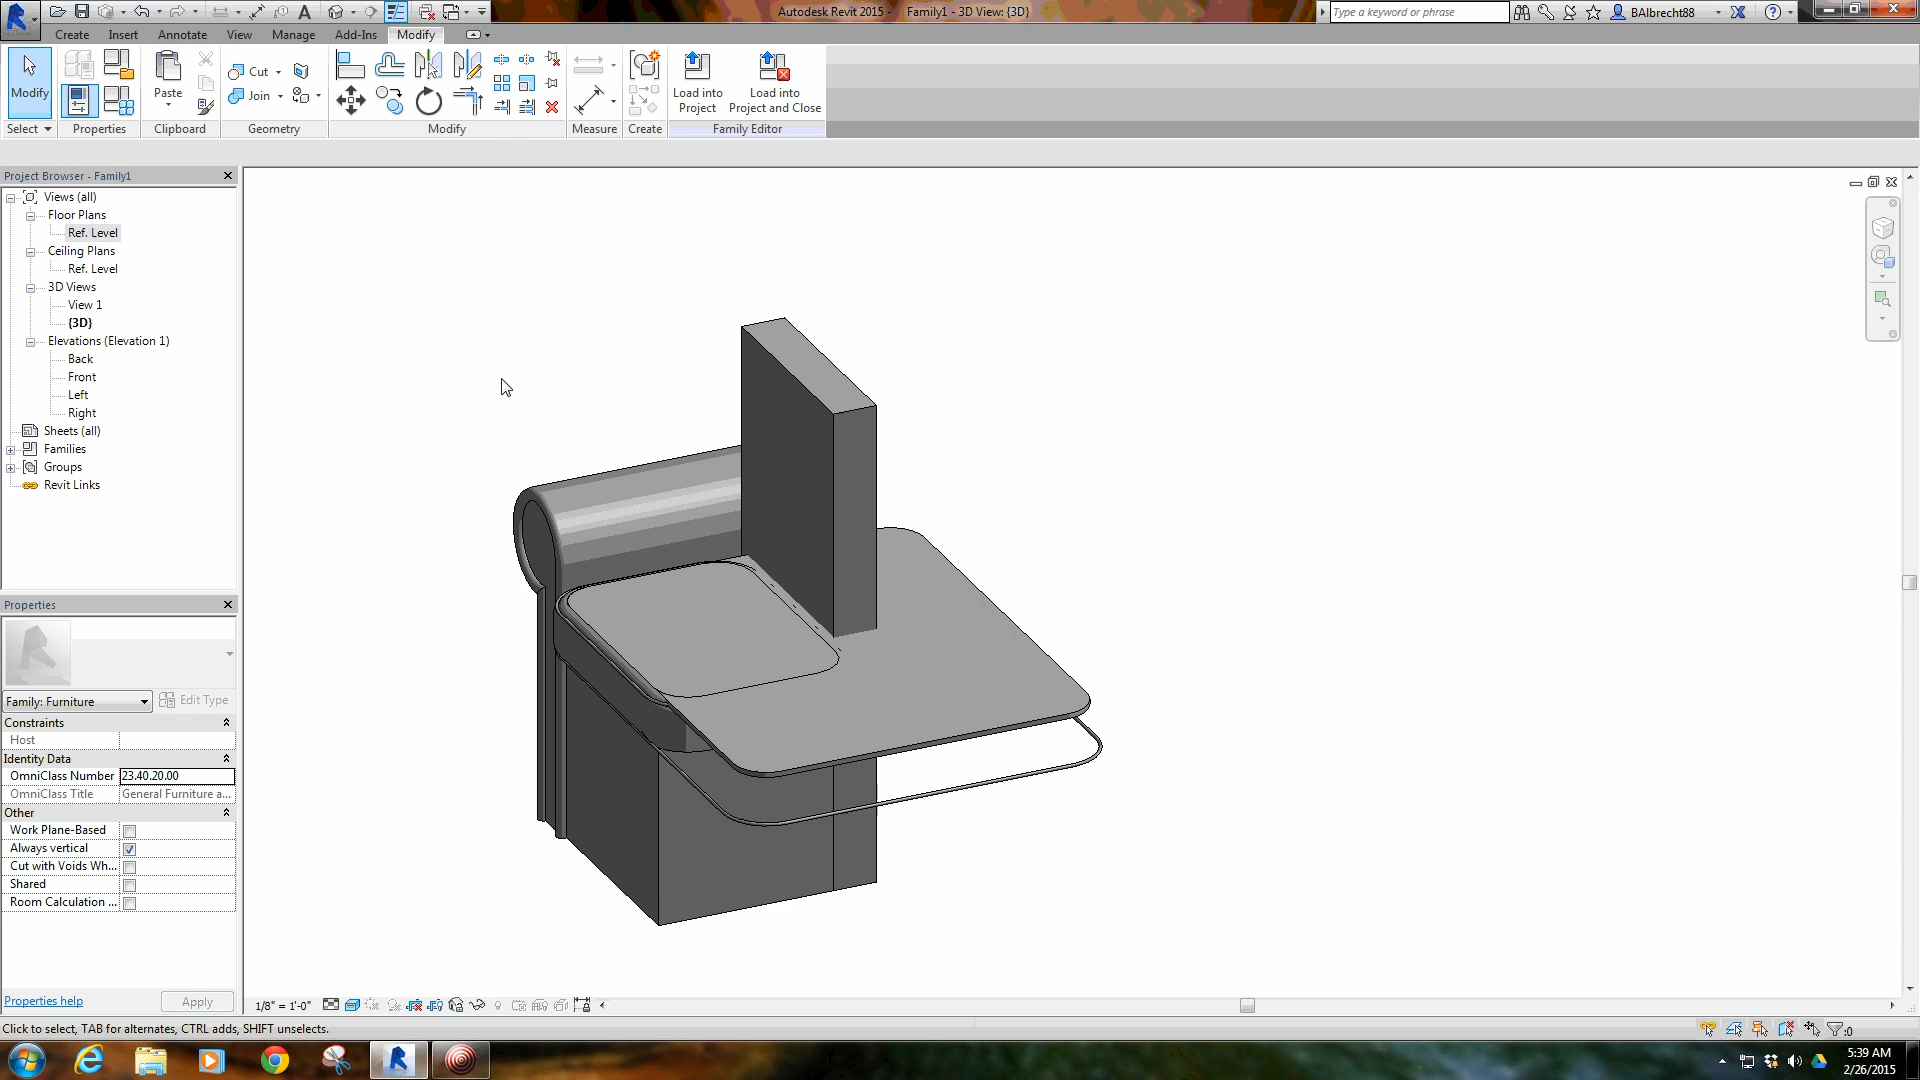 Autodesk Revit 2015 - Family1 - 3D View: {3D}
Type a keyword or phrase
BAlbrecht88
Create Insert Annotate View Manage Add-Ins Modify
Modify
Paste
Cut
Join
Load into Project
Load into Project and Close
Select Properties Clipboard Geometry Modify Measure Create Family Editor
Project Browser - Family1
Views (all)
Floor Plans
Ref. Level
Ceiling Plans
Ref. Level
3D Views
View 1
{3D}
Elevations (Elevation 1)
Back
Front
Left
Right
Sheets (all)
Families
Groups
Revit Links
Properties
Family: Furniture Edit Type
Constraints
Host
Identity Data
OmniClass Number 23.40.20.00
OmniClass Title General Furniture a...
Other
Work Plane-Based
Always vertical
Cut with Voids Wh...
Shared
Room Calculation ...
Properties help Apply
1/8" = 1'-0"
Click to select, TAB for alternates, CTRL adds, SHIFT unselects.
:0
5:39 AM
2/26/2015